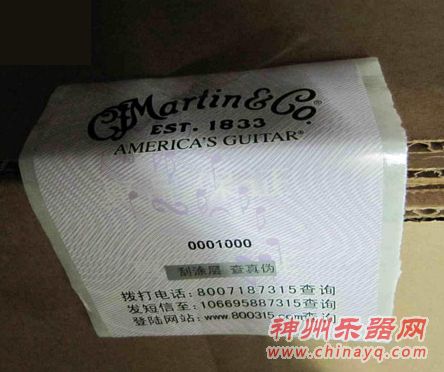 CF Martin & Co.®
EST. 1833
AMERICA'S GUITAR®
0001000
刮涂层 查真伪
拨打电话:8007187315查询
发短信至:106695887315查询
登陆网站:www.800315.com查询
神州乐器网
www.chinayq.com